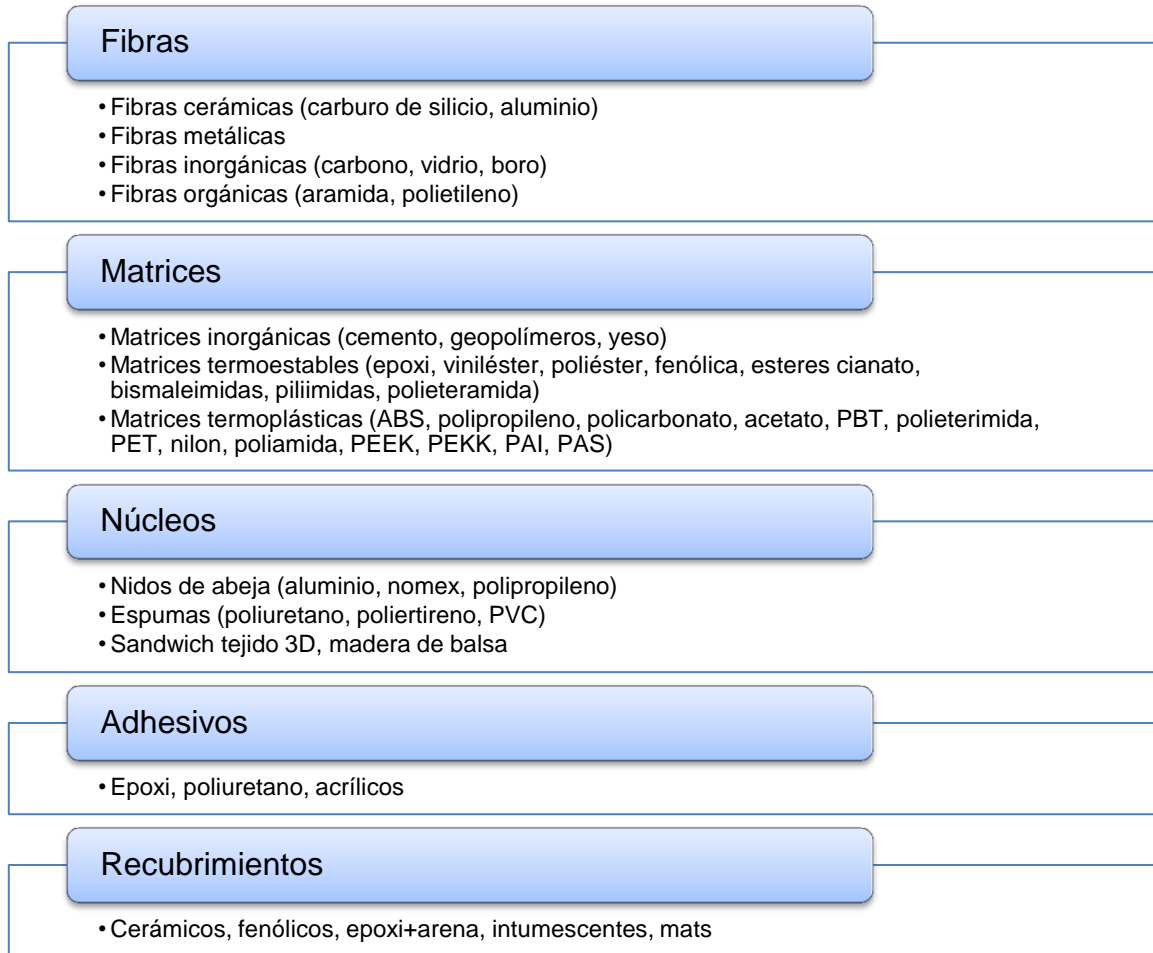 Fibras
• Fibras cerámicas (carburo de silicio, aluminio)
• Fibras metálicas
• Fibras inorgánicas (carbono, vidrio, boro)
• Fibras orgánicas (aramida, polietileno)
Matrices
• Matrices inorgánicas (cemento, geopolímeros, yeso)
• Matrices termoestables (epoxi, viniléster, poliéster, fenólica, esteres cianato,
bismaleimidas, piliimidas, polieteramida)
• Matrices termoplásticas (ABS, polipropileno, policarbonato, acetato, PBT, polieterimida,
PET, nilon, poliamida, PEEK, PEKK, PAI, PAS)
Núcleos
• Nidos de abeja (aluminio, nomex, polipropileno)
• Espumas (poliuretano, poliertireno, PVC)
• Sandwich tejido 3D, madera de balsa
Adhesivos
• Epoxi, poliuretano, acrílicos
Recubrimientos
• Cerámicos, fenólicos, epoxi+arena, intumescentes, mats